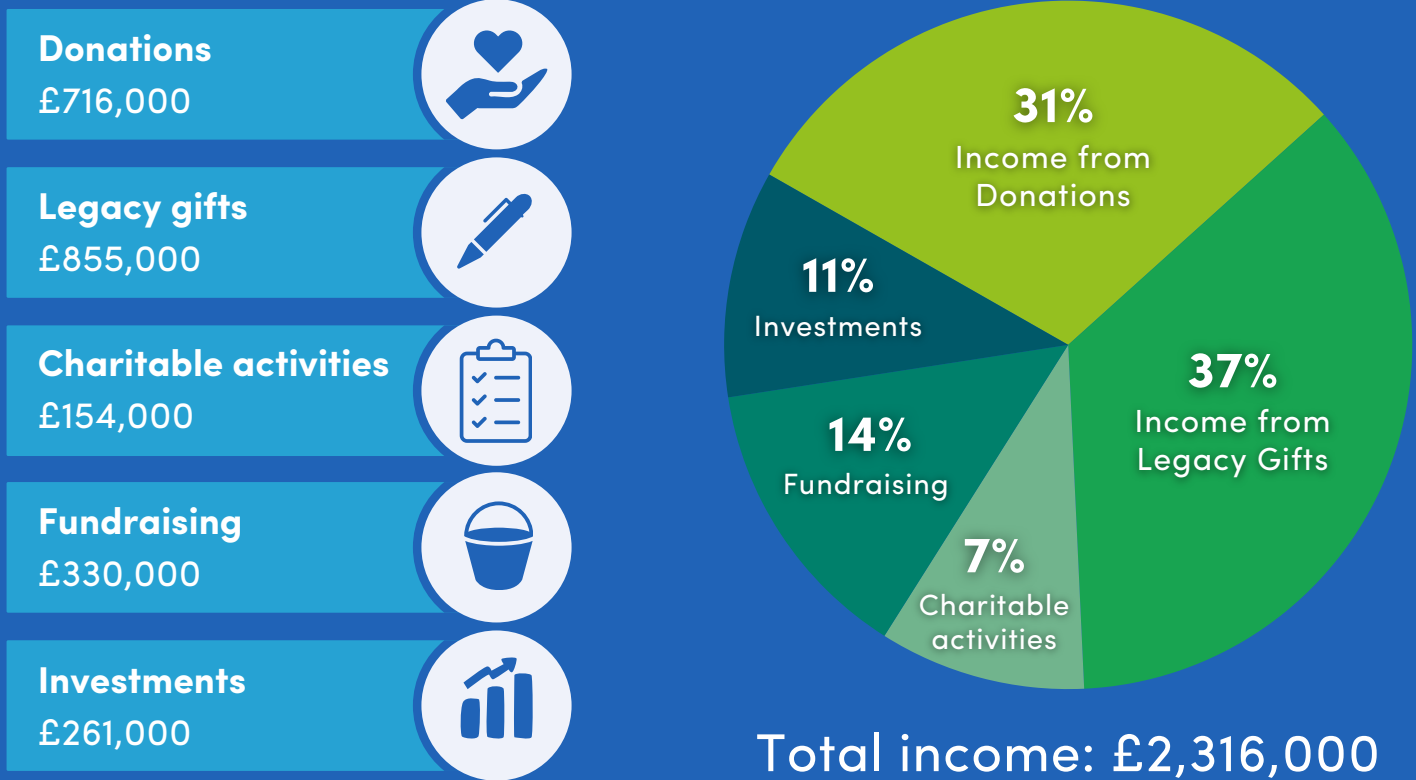 Donations
£716,000
Legacy gifts
£855,000
Charitable activities
£154,000
Fundraising
£330,000
Investments
£261,000
31%
Income from
Donations
11%
Investments
37%
Income from
Legacy Gifts
14%
Fundraising
7%
Charitable
activities
Total income: £2,316,000